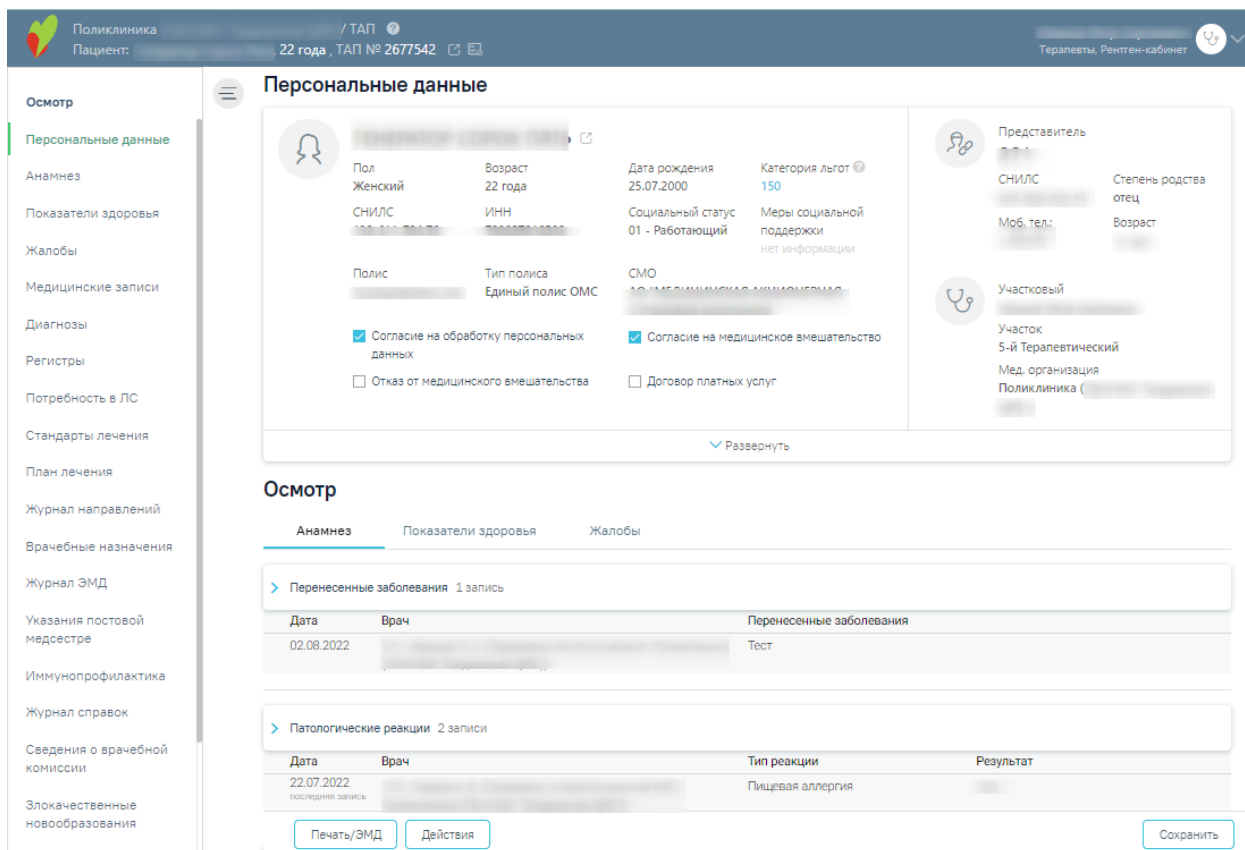 Поликлиника / ТАП ?
Пациент: 22 года , ТАП № 2677542
Терапевты, Рентген-кабинет
Осмотр
Персональные данные
Анамнез
Показатели здоровья
Жалобы
Медицинские записи
Диагнозы
Регистры
Потребность в ЛС
Стандарты лечения
План лечения
Журнал направлений
Врачебные назначения
Журнал ЭМД
Указания постовой
медсестре
Иммунопрофилактика
Журнал справок
Сведения о врачебной
комиссии
Злокачественные
новообразования
Персональные данные
Пол Возраст Дата рождения Категория льгот ?
Женский 22 года 25.07.2000 150
СНИЛС ИНН Социальный статус Меры социальной
01 - Работающий поддержки
нет информации
Полис Тип полиса СМО
Единый полис ОМС АО "МЕДИЦИНСКАЯ АКЦИОНЕРНАЯ
Согласие на обработку персональных
данных
Согласие на медицинское вмешательство
Отказ от медицинского вмешательства
Договор платных услуг
Представитель
СНИЛС Степень родства
отец
Моб. тел.: Возраст
Участковый
Участок
5-й Терапевтический
Мед. организация
Поликлиника (
Развернуть
Осмотр
Анамнез Показатели здоровья Жалобы
Перенесенные заболевания 1 запись
Дата Врач Перенесенные заболевания
02.08.2022 Тест
Патологические реакции 2 записи
Дата Врач Тип реакции Результат
22.07.2022 Пищевая аллергия
последняя запись
Печать/ЭМД Действия Сохранить